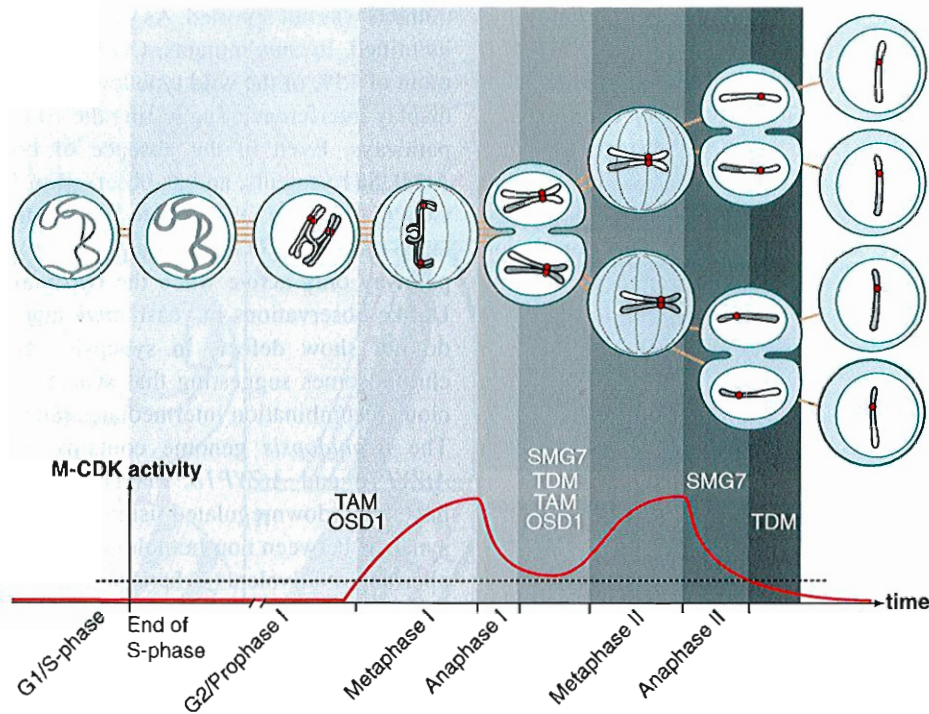 M-CDK activity
TAM
OSD1
SMG7
TDM
TAM
OSD1
SMG7
TDM
time
G1/S-phase
End of
S-phase
G2/Prophase I
Metaphase I
Anaphase I
Metaphase II
Anaphase II